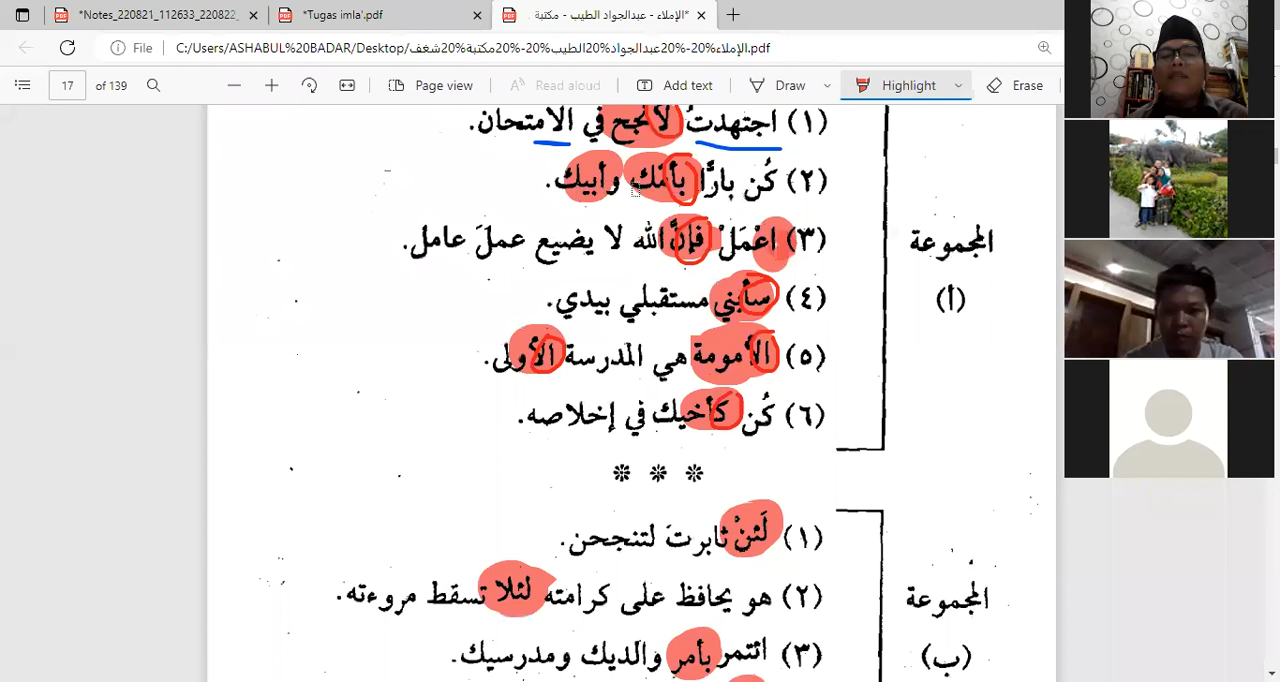 *Notes_220821_112633_220822_
*Tugas imla'.pdf
*الإملاء - عبدالجواد الطيب - مكتبة
File
C:/Users/ASHABUL%20BADAR/Desktop/الإملاء%20-%20عبدالجواد%20الطيب%20-%20مكتبة%20شغف.pdf
17 of 139
Page view
Read aloud
Add text
Draw
Highlight
Erase
(١) اجتهدتُ لأنجح في الامتحان.
(٢) كُن بارًّا بأمك وأبيك.
(٣) اعْمَلْ فإنَّ الله لا يضيع عملَ عامل.
المجموعة
(أ)
(٤) سأبني مستقبلي بيدي.
(٥) الأمومة هي المدرسة الأولى
(٦) كُن كأخيك في إخلاصه.
* * *
(١) لَئنْ ثابرتَ لتنجحن.
(٢) هو يحافظ على كرامته لئلا تسقط مروءته.
المجموعة
(ب)
(٣) ائتمر بأمر والديك ومدرسيك.